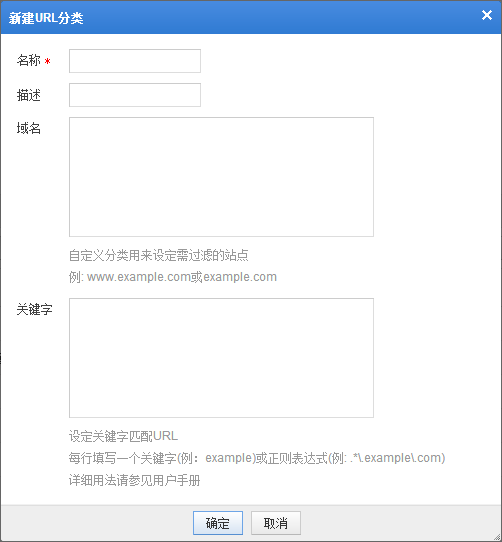 新建URL分类
名称 *
描述
域名
自定义分类用来设定需过滤的站点
例: www.example.com或example.com
关键字
设定关键字匹配URL
每行填写一个关键字(例：example)或正则表达式(例: .*\.example\.com)
详细用法请参见用户手册
确定 取消